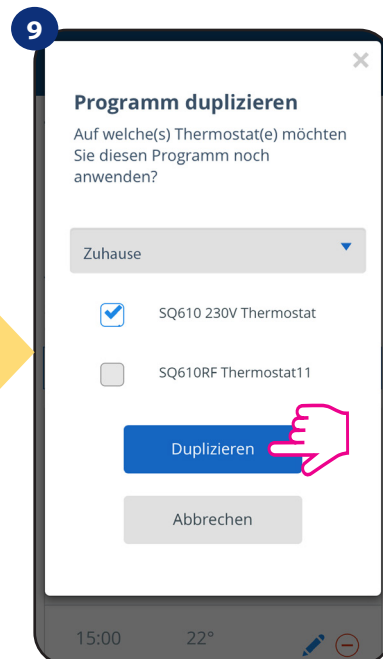 9
Programm duplizieren
Auf welche(s) Thermostat(e) möchten
Sie diesen Programm noch
anwenden?
Zuhause
SQ610 230V Thermostat
SQ610RF Thermostat11
Duplizieren
Abbrechen
15:00 22°